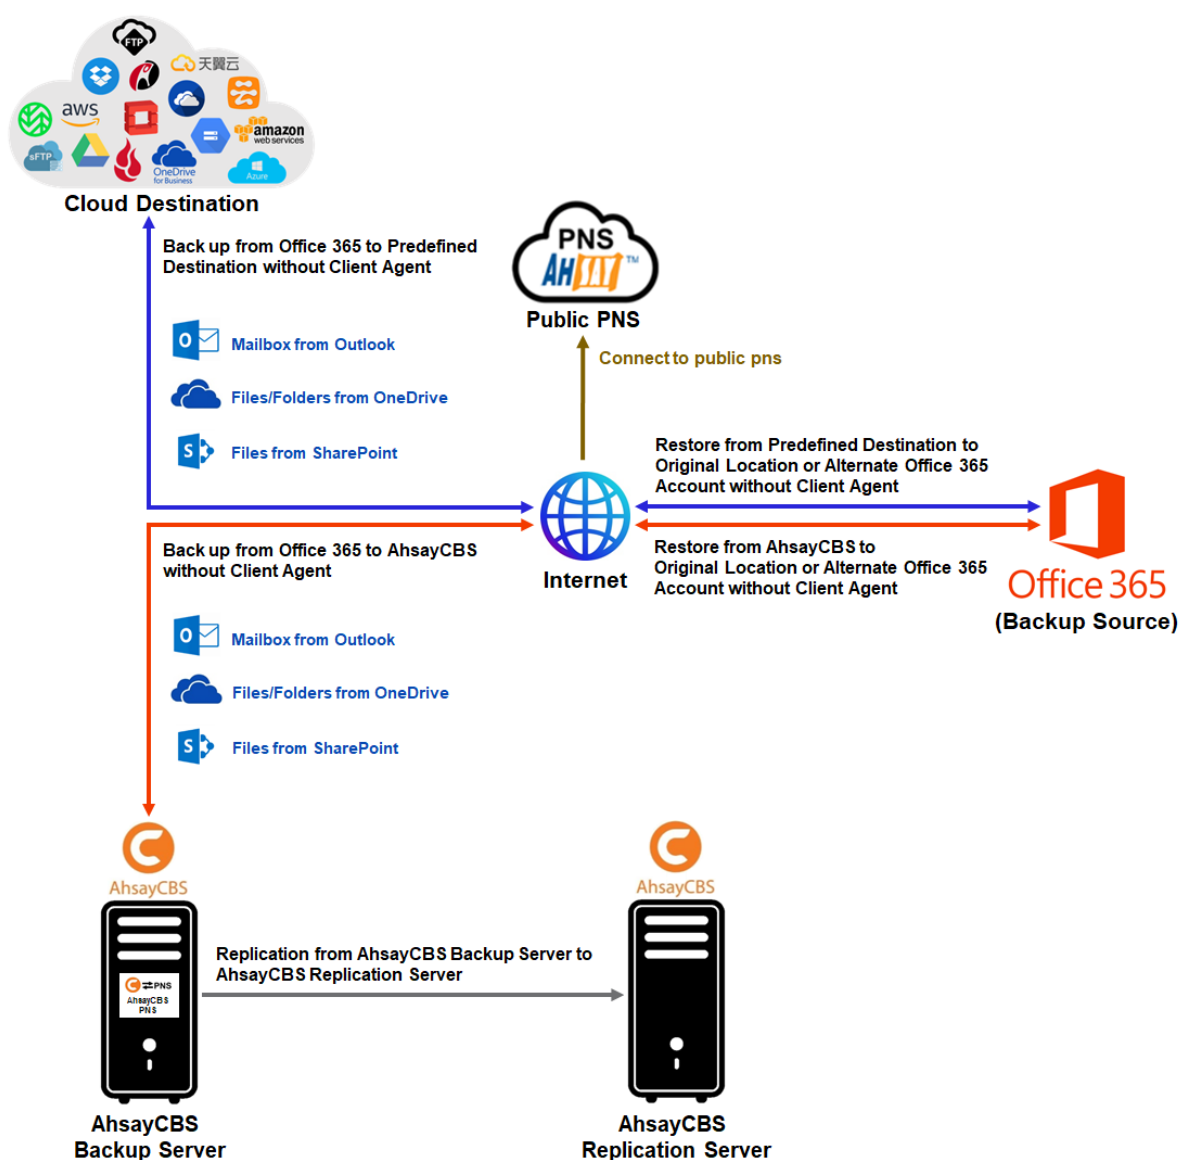 FTP
天翼云
aws
amazon
web services
sFTP
OneDrive
for Business
Azure
Cloud Destination
Back up from Office 365 to Predefined
Destination without Client Agent
PNS
AHSAY™
Public PNS
Mailbox from Outlook
Connect to public pns
Files/Folders from OneDrive
Files from SharePoint
Restore from Predefined Destination to
Original Location or Alternate Office 365
Account without Client Agent
Back up from Office 365 to AhsayCBS
without Client Agent
Internet
Restore from AhsayCBS to
Original Location or Alternate Office 365
Account without Client Agent
Office 365
(Backup Source)
Mailbox from Outlook
Files/Folders from OneDrive
Files from SharePoint
AhsayCBS
AhsayCBS
Replication from AhsayCBS Backup Server to
AhsayCBS Replication Server
PNS
AhsayCBS
PNS
AhsayCBS
Backup Server
AhsayCBS
Replication Server